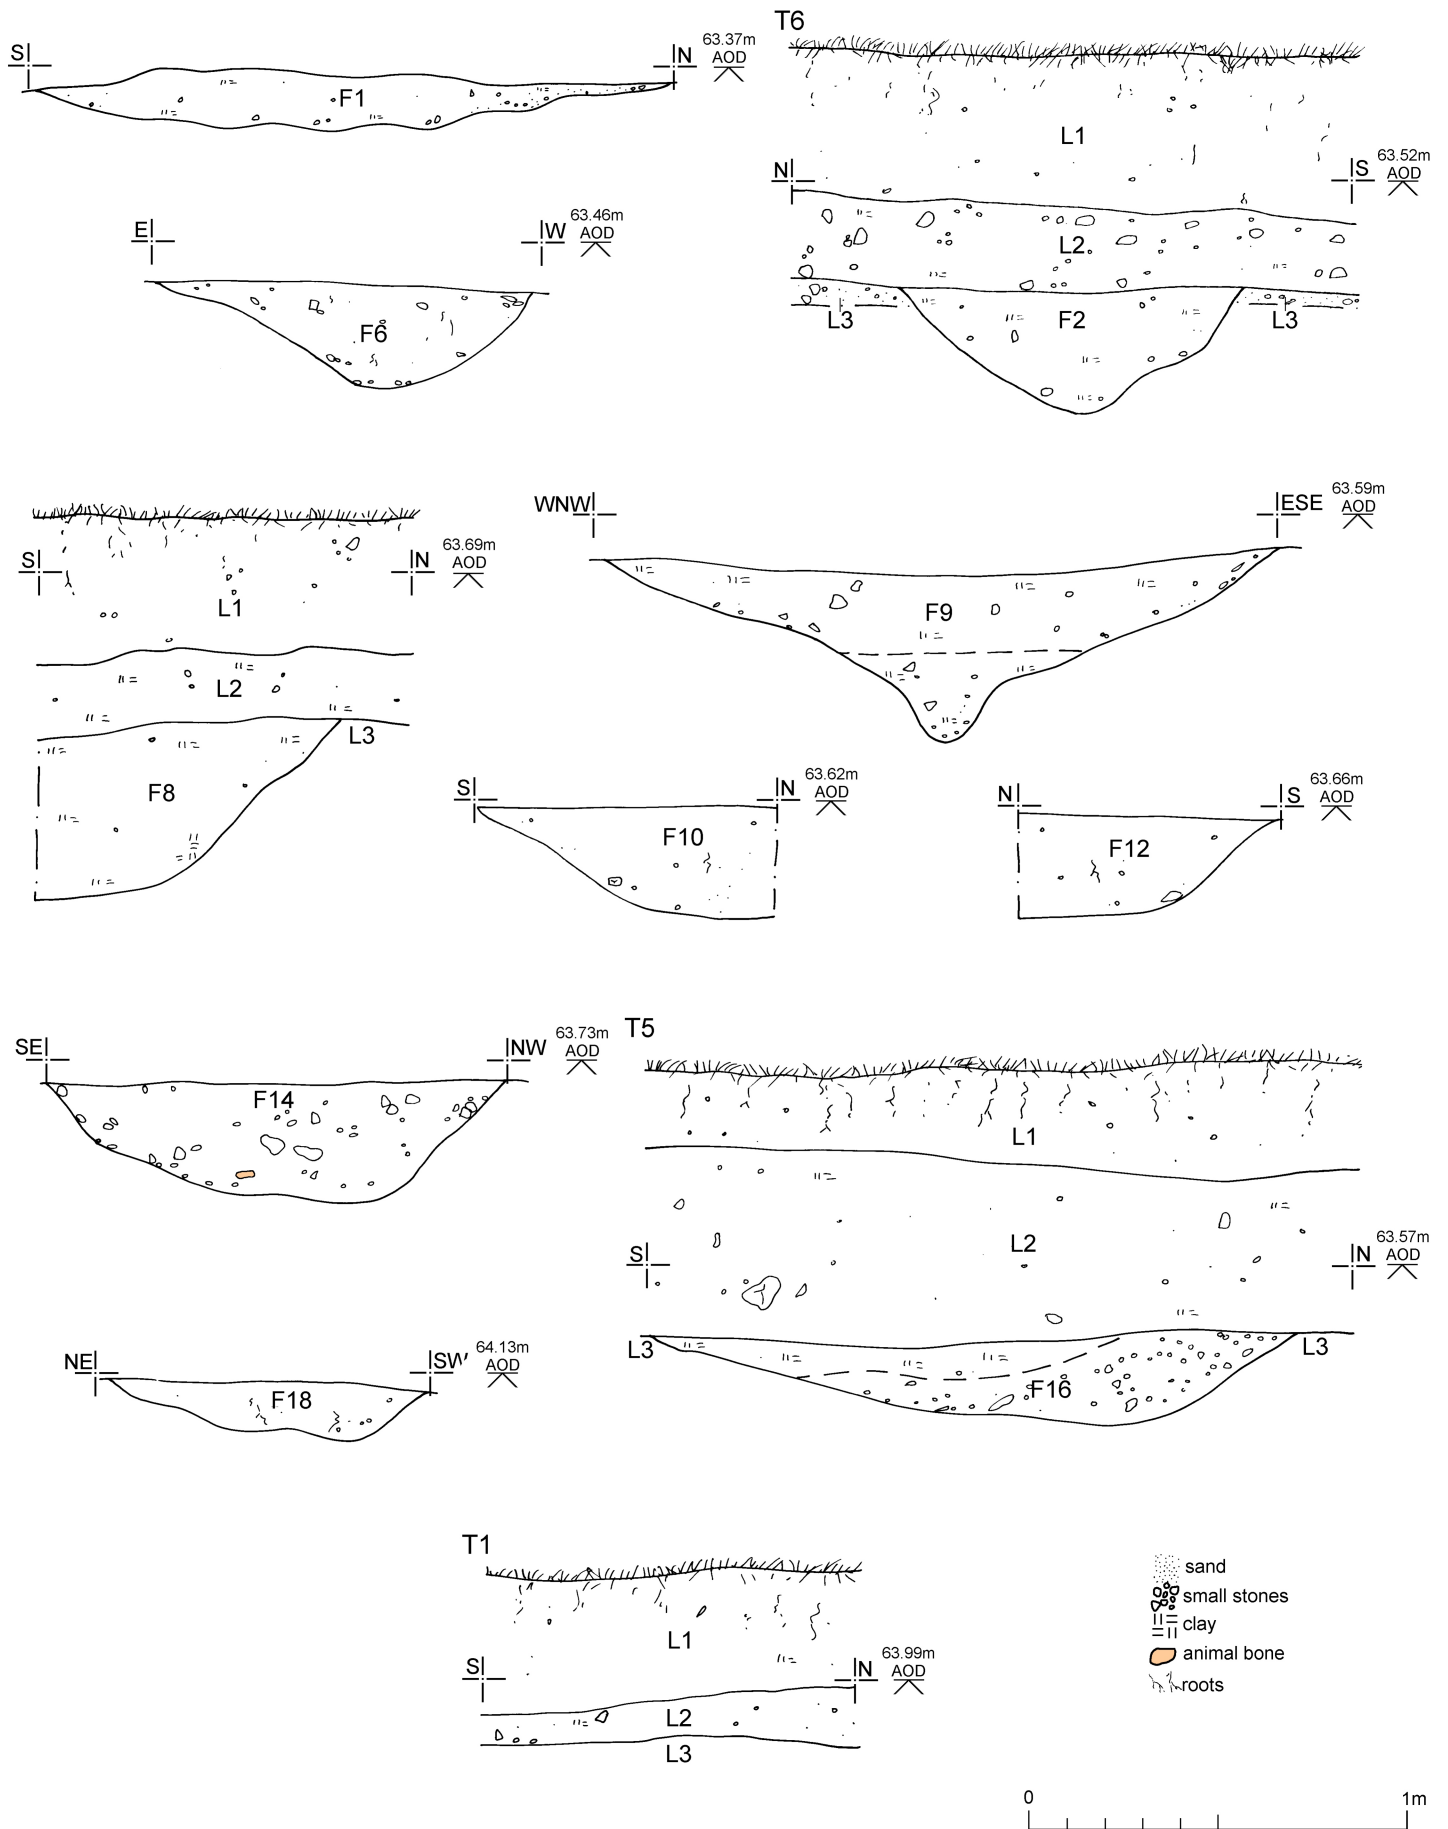 S
N
63.37m
AOD
F1
T6
L1
N
S
63.52m
AOD
L2
L3
F2
L3
E
W
63.46m
AOD
F6
S
N
63.69m
AOD
L1
L2
L3
F8
WNW
ESE
63.59m
AOD
F9
S
N
63.62m
AOD
F10
N
S
63.66m
AOD
F12
SE
NW
63.73m
AOD
F14
T5
L1
L2
S
N
63.57m
AOD
L3
L3
F16
NE
SW
64.13m
AOD
F18
T1
L1
S
N
63.99m
AOD
L2
L3
sand
small stones
clay
animal bone
roots
0
1m